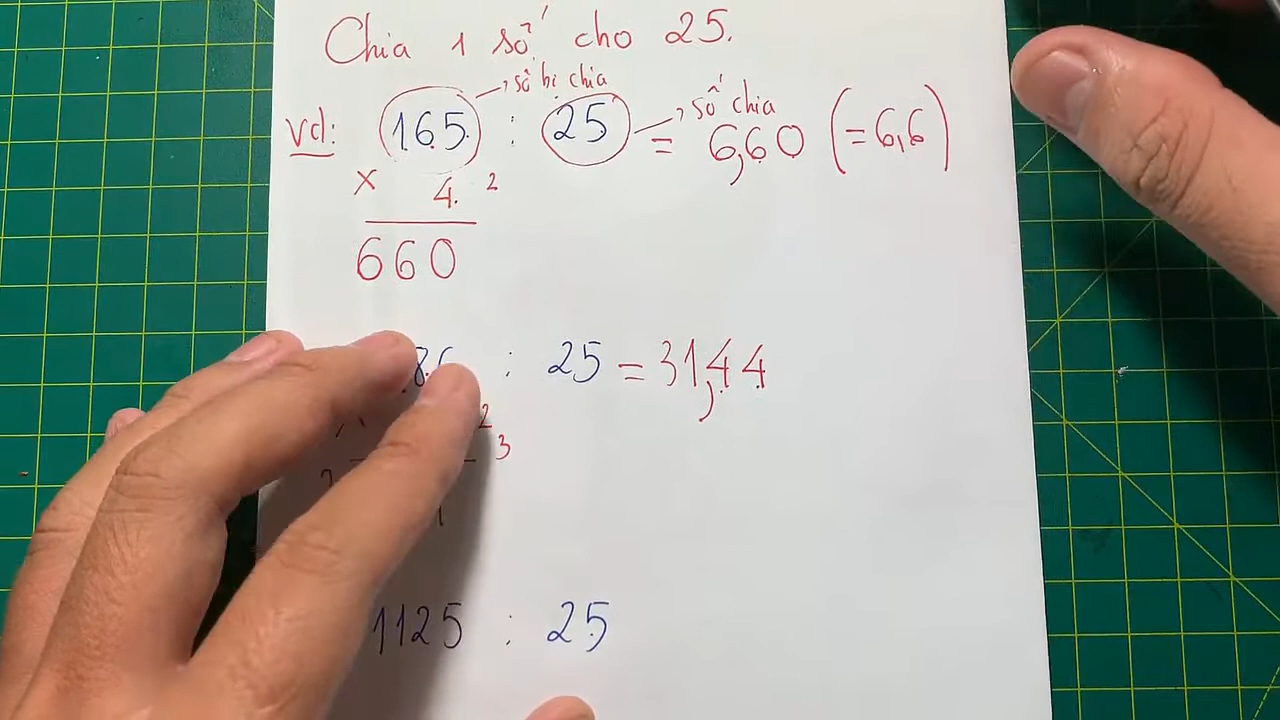 Chia 1 số cho 25.
số bị chia
số chia
vd: 165 : 25 = 6,60 (= 6,6)
x 4. 2
660
: 25 = 31,44
2
3
1125 : 25